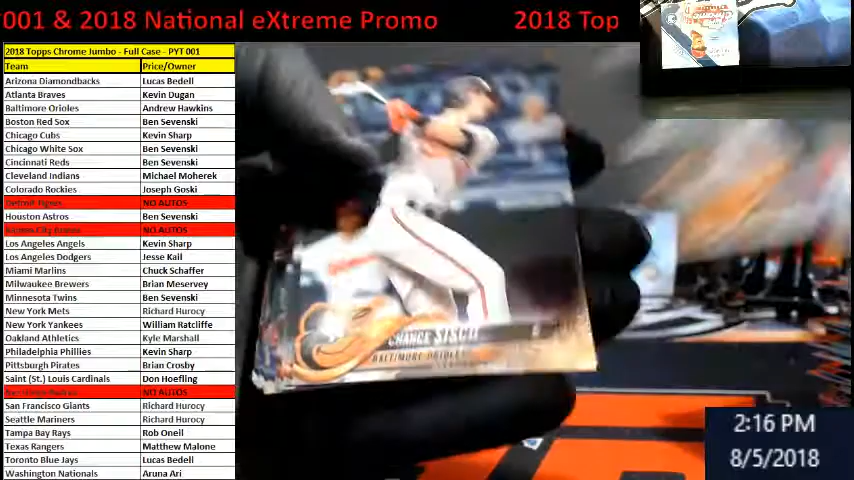 '001 & 2018 National eXtreme Promo
2018 Top
2018 Topps Chrome Jumbo - Full Case - PYT 001
Team Price/Owner
Arizona Diamondbacks Lucas Bedell
Atlanta Braves Kevin Dugan
Baltimore Orioles Andrew Hawkins
Boston Red Sox Ben Sevenski
Chicago Cubs Kevin Sharp
Chicago White Sox Ben Sevenski
Cincinnati Reds Ben Sevenski
Cleveland Indians Michael Moherek
Colorado Rockies Joseph Goski
Detroit Tigers NO AUTOS
Houston Astros Ben Sevenski
Kansas City Royals NO AUTOS
Los Angeles Angels Kevin Sharp
Los Angeles Dodgers Jesse Kail
Miami Marlins Chuck Schaffer
Milwaukee Brewers Brian Meservey
Minnesota Twins Ben Sevenski
New York Mets Richard Hurocy
New York Yankees William Ratcliffe
Oakland Athletics Kyle Marshall
Philadelphia Phillies Kevin Sharp
Pittsburgh Pirates Brian Crosby
Saint (St.) Louis Cardinals Don Hoefling
NO AUTOS
San Francisco Giants Richard Hurocy
Seattle Mariners Richard Hurocy
Tampa Bay Rays Rob Oneil
Texas Rangers Matthew Malone
Toronto Blue Jays Lucas Bedell
Washington Nationals Aruna Ari
CHANCE SISCO
BALTIMORE ORIOLES
2:16 PM
8/5/2018